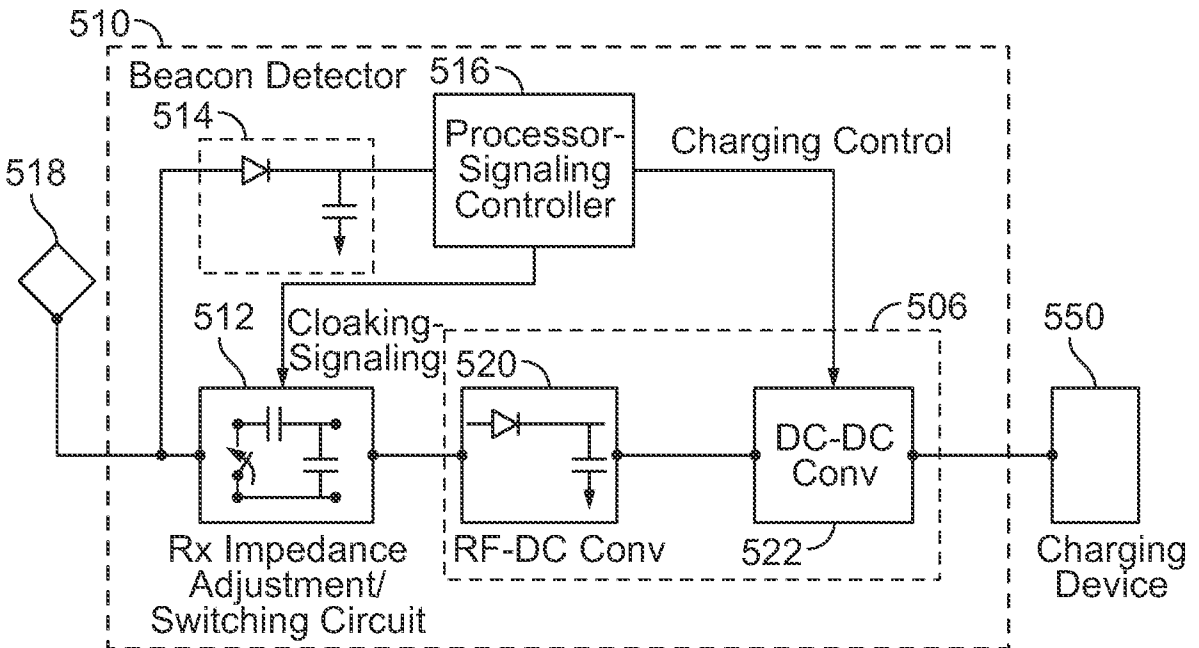 510
Beacon Detector
516
514
Processor-
Signaling
Controller
Charging Control
518
512
Cloaking-
Signaling
506
550
520
DC-DC
Conv
Rx Impedance
Adjustment/
Switching Circuit
RF-DC Conv
522
Charging
Device